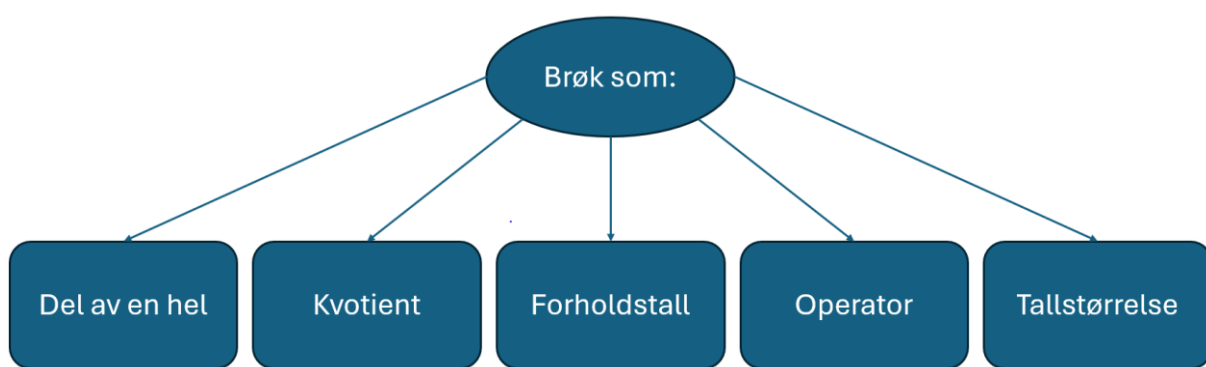 Brøk som:
Del av en hel
Kvotient
Forholdstall
Operator
Tallstørrelse